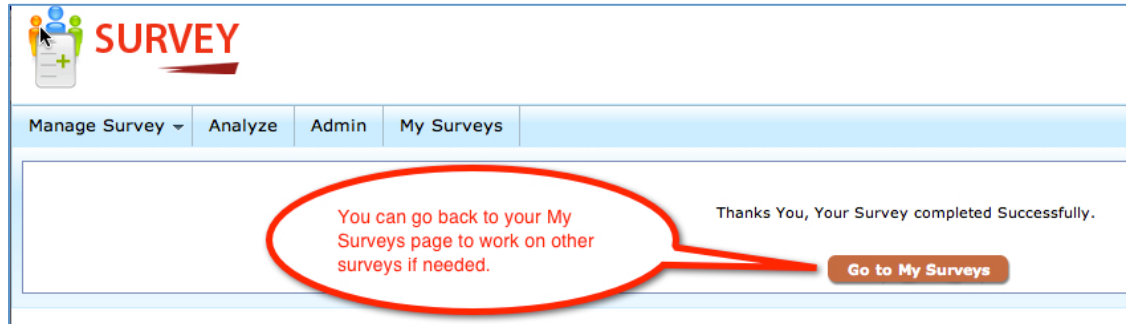 SURVEY
Manage Survey Analyze Admin My Surveys
Thanks You, Your Survey completed Successfully.
You can go back to your My
Surveys page to work on other
surveys if needed.
Go to My Surveys